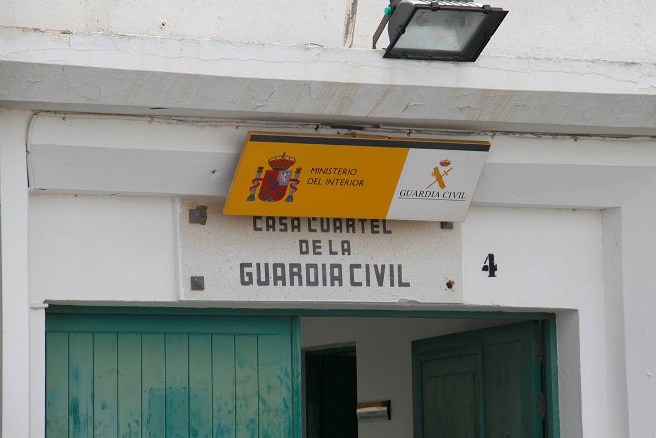 MINISTERIO
DEL INTERIOR
GUARDIA CIVIL
CASA CUARTEL
DE LA
GUARDIA CIVIL
4